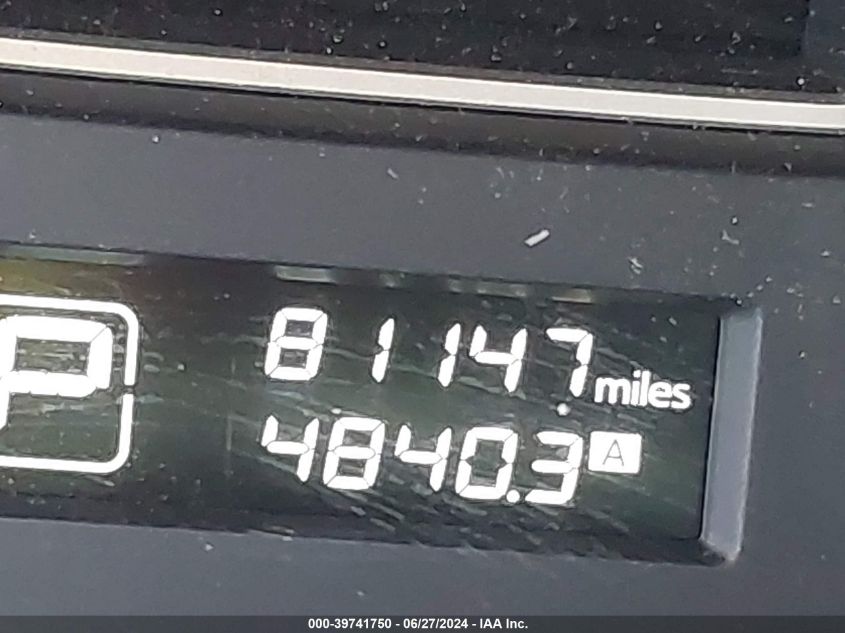 P
81147 miles
4840.3 A
000-39741750 - 06/27/2024 - IAA Inc.